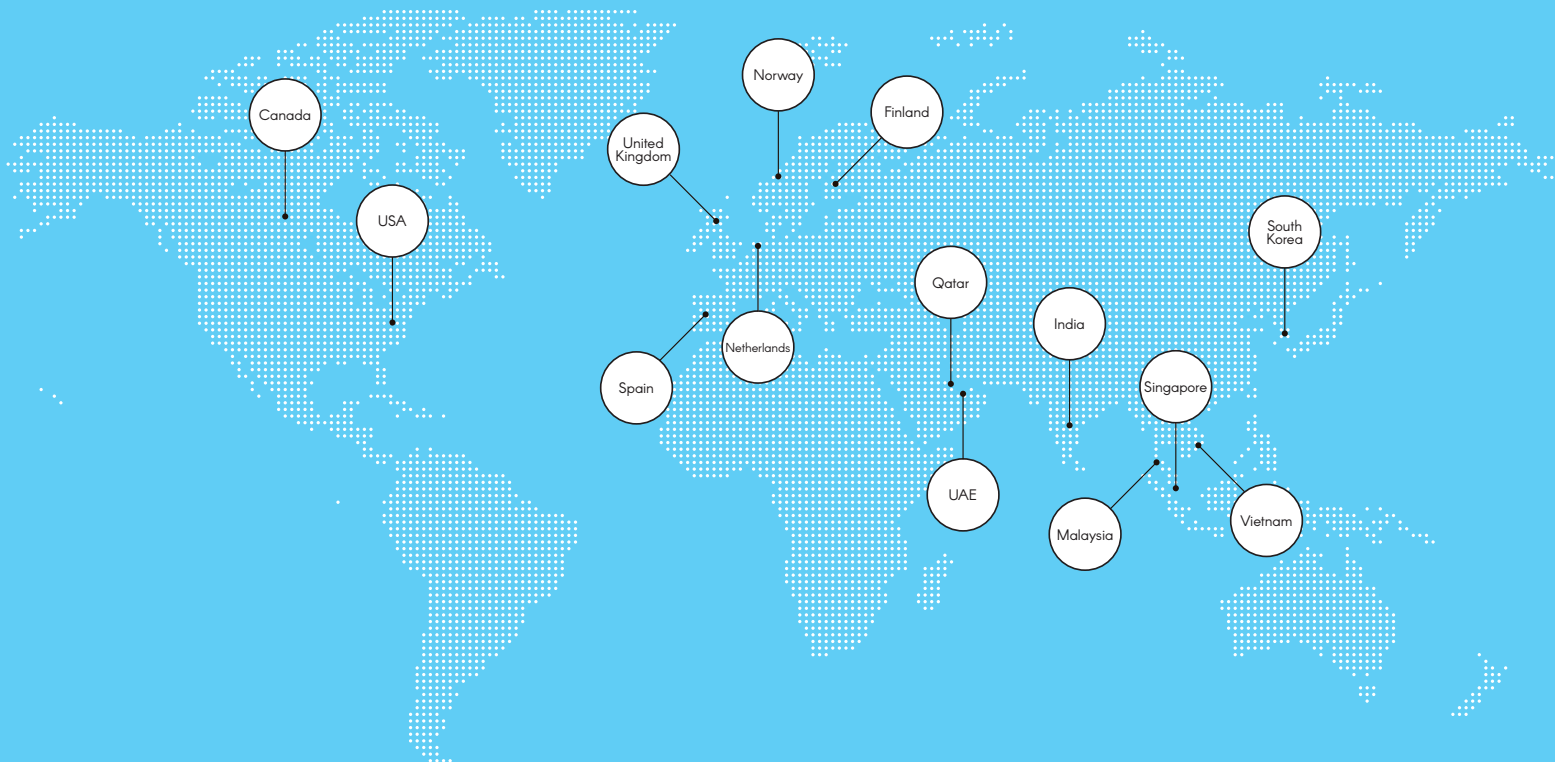 Norway
Canada
Finland
United
Kingdom
USA
South
Korea
Qatar
India
Netherlands
Spain
Singapore
UAE
Malaysia
Vietnam